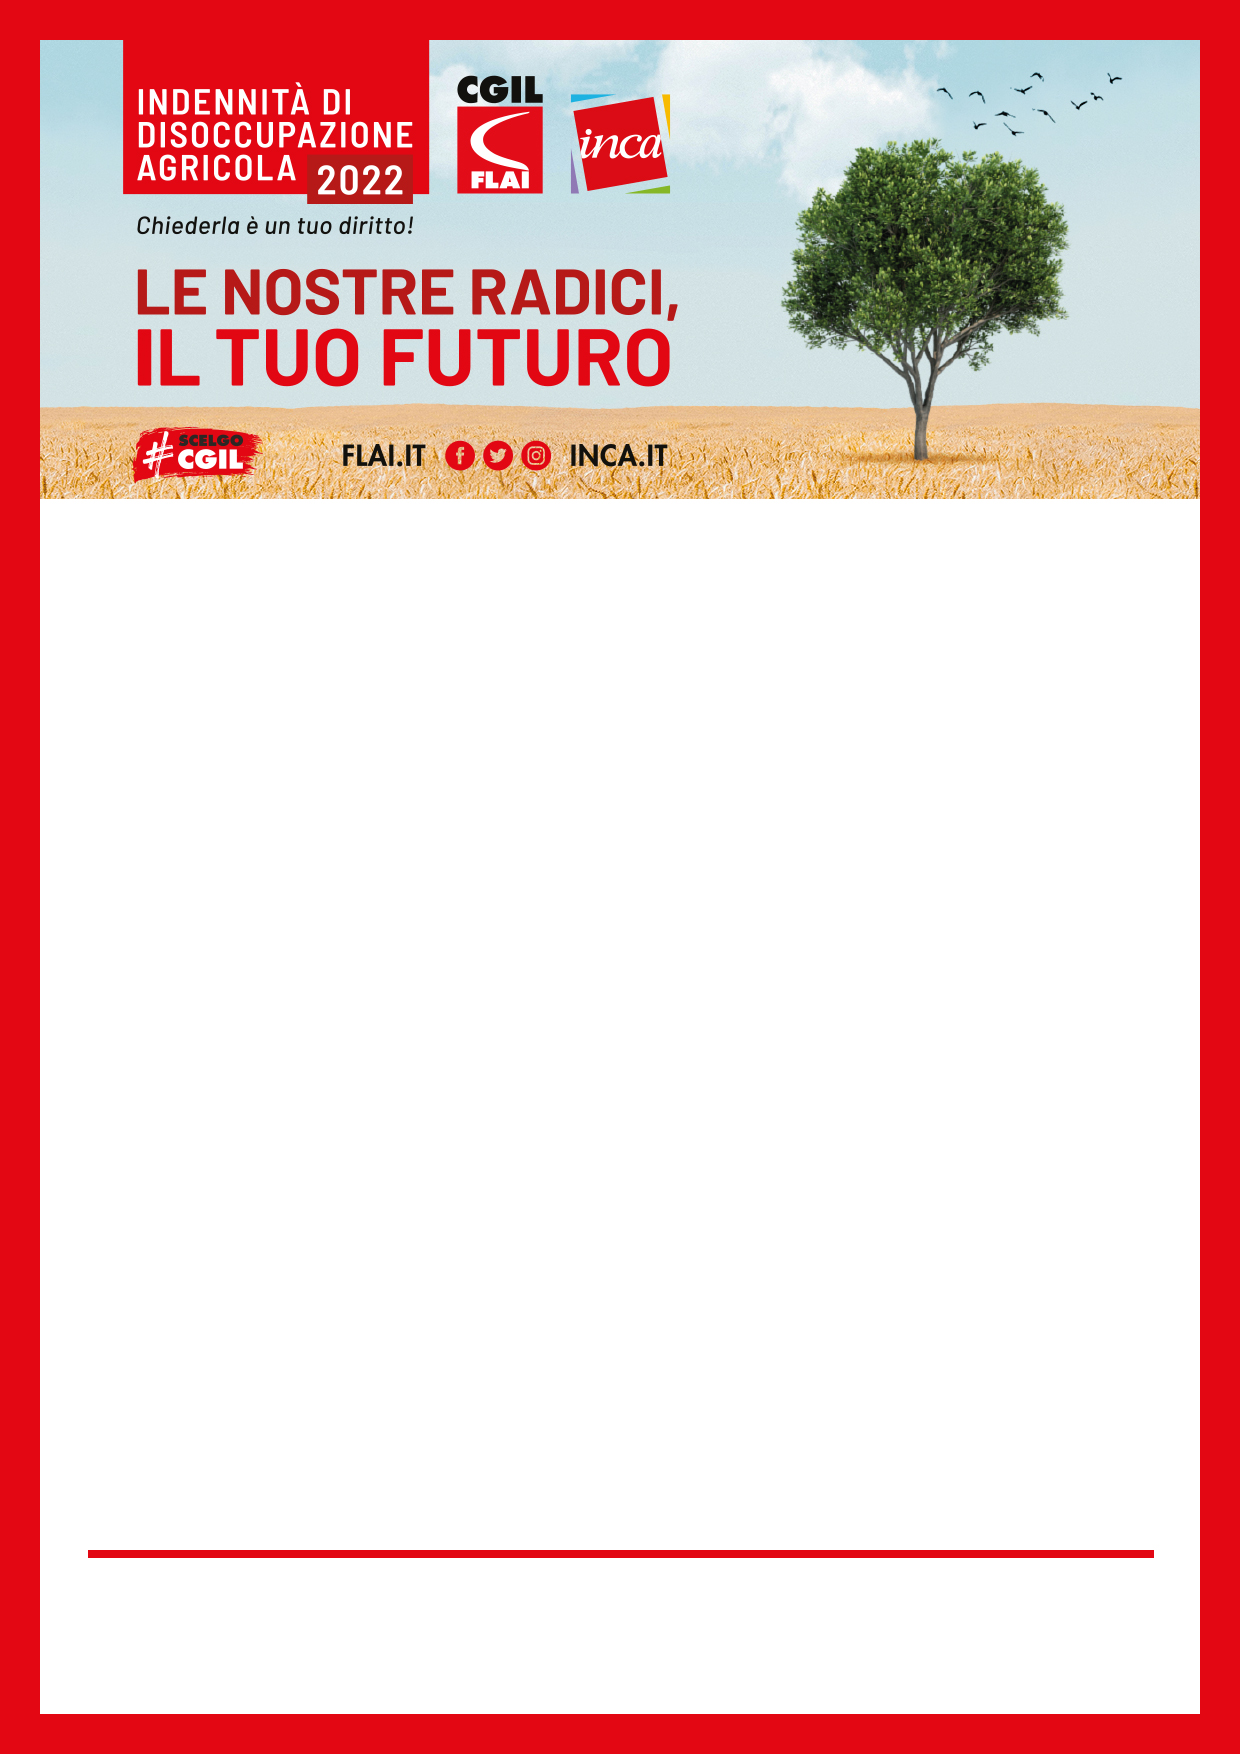 INDENNITÀ DI
DISOCCUPAZIONE
AGRICOLA 2022
Chiederla è un tuo diritto!
CGIL
FLAI
inca
LE NOSTRE RADICI,
IL TUO FUTURO
# SCELGO
CGIL
FLAI.IT
INCA.IT